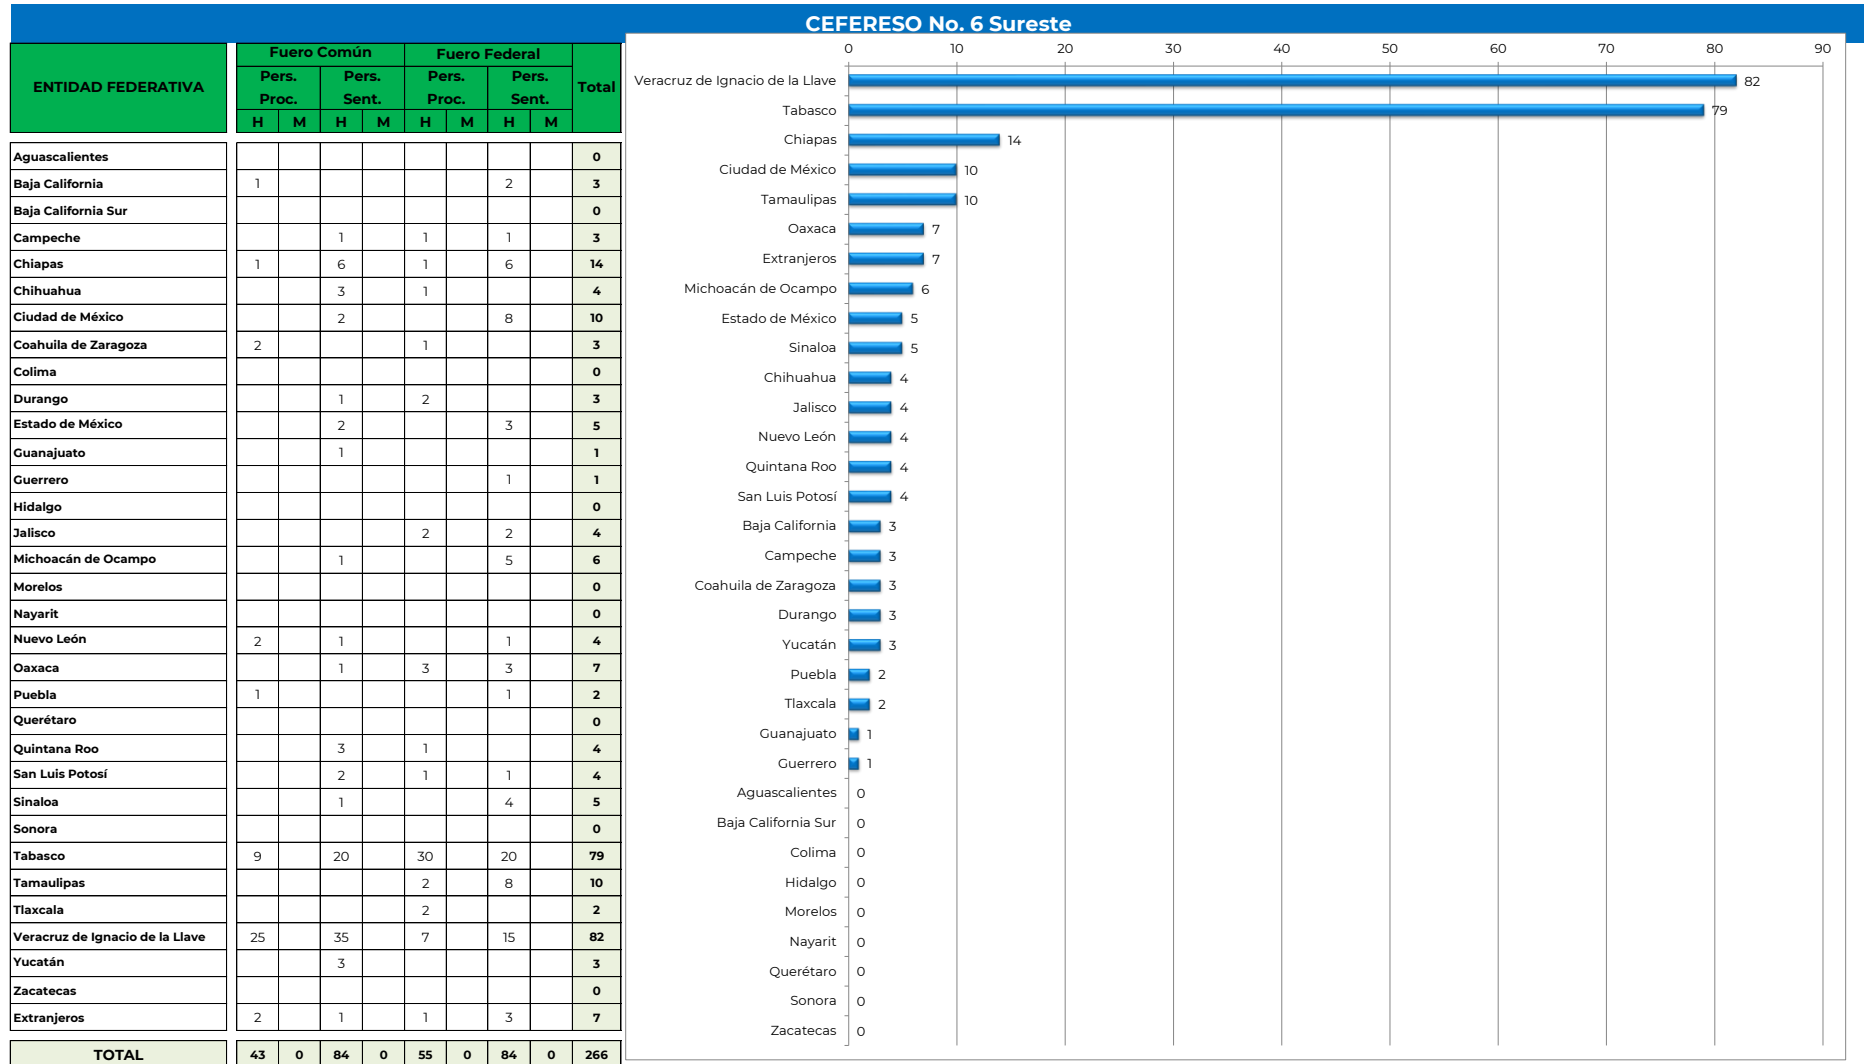 CEFERESO No. 6 Sureste
ENTIDAD FEDERATIVA
Fuero Común Fuero Federal Total
Pers. Proc. Pers. Sent. Pers. Proc. Pers. Sent.
H M H M H M H M
Aguascalientes 0
Baja California 1 2 3
Baja California Sur 0
Campeche 1 1 1 3
Chiapas 1 6 1 6 14
Chihuahua 3 1 4
Ciudad de México 2 8 10
Coahuila de Zaragoza 2 1 3
Colima 0
Durango 1 2 3
Estado de México 2 3 5
Guanajuato 1 1
Guerrero 1 1
Hidalgo 0
Jalisco 2 2 4
Michoacán de Ocampo 1 5 6
Morelos 0
Nayarit 0
Nuevo León 2 1 1 4
Oaxaca 1 3 3 7
Puebla 1 1 2
Querétaro 0
Quintana Roo 3 1 4
San Luis Potosí 2 1 1 4
Sinaloa 1 4 5
Sonora 0
Tabasco 9 20 30 20 79
Tamaulipas 2 8 10
Tlaxcala 2 2
Veracruz de Ignacio de la Llave 25 35 7 15 82
Yucatán 3 3
Zacatecas 0
Extranjeros 2 1 1 3 7
TOTAL 43 0 84 0 55 0 84 0 266
0 10 20 30 40 50 60 70 80 90
Veracruz de Ignacio de la Llave 82
Tabasco 79
Chiapas 14
Ciudad de México 10
Tamaulipas 10
Oaxaca 7
Extranjeros 7
Michoacán de Ocampo 6
Estado de México 5
Sinaloa 5
Chihuahua 4
Jalisco 4
Nuevo León 4
Quintana Roo 4
San Luis Potosí 4
Baja California 3
Campeche 3
Coahuila de Zaragoza 3
Durango 3
Yucatán 3
Puebla 2
Tlaxcala 2
Guanajuato 1
Guerrero 1
Aguascalientes 0
Baja California Sur 0
Colima 0
Hidalgo 0
Morelos 0
Nayarit 0
Querétaro 0
Sonora 0
Zacatecas 0